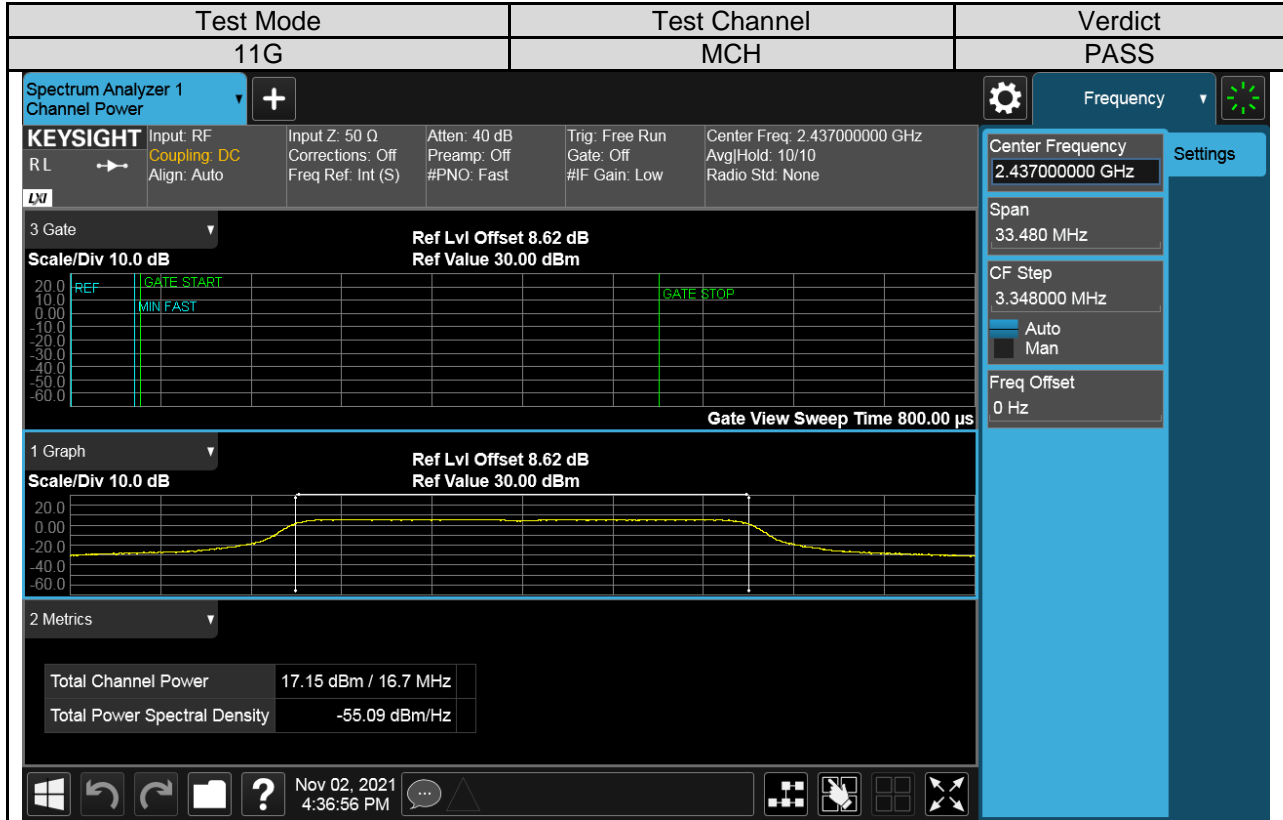 Test Mode Test Channel Verdict
11G MCH PASS
Spectrum Analyzer 1
Channel Power
+
Frequency
KEYSIGHT
R L
LXI
Input: RF
Coupling: DC
Align: Auto
Input Z: 50 Ω
Corrections: Off
Freq Ref: Int (S)
Atten: 40 dB
Preamp: Off
#PNO: Fast
Trig: Free Run
Gate: Off
#IF Gain: Low
Center Freq: 2.437000000 GHz
Avg|Hold: 10/10
Radio Std: None
Center Frequency
2.437000000 GHz
Settings
Span
33.480 MHz
CF Step
3.348000 MHz
Auto
Man
Freq Offset
0 Hz
3 Gate
Scale/Div 10.0 dB
Ref Lvl Offset 8.62 dB
Ref Value 30.00 dBm
20.0
10.0
0.00
-10.0
-20.0
-30.0
-40.0
-50.0
-60.0
REF
GATE START
MIN FAST
GATE STOP
Gate View Sweep Time 800.00 µs
1 Graph
Scale/Div 10.0 dB
Ref Lvl Offset 8.62 dB
Ref Value 30.00 dBm
20.0
0.00
-20.0
-40.0
-60.0
2 Metrics
Total Channel Power 17.15 dBm / 16.7 MHz
Total Power Spectral Density -55.09 dBm/Hz
?
Nov 02, 2021
4:36:56 PM